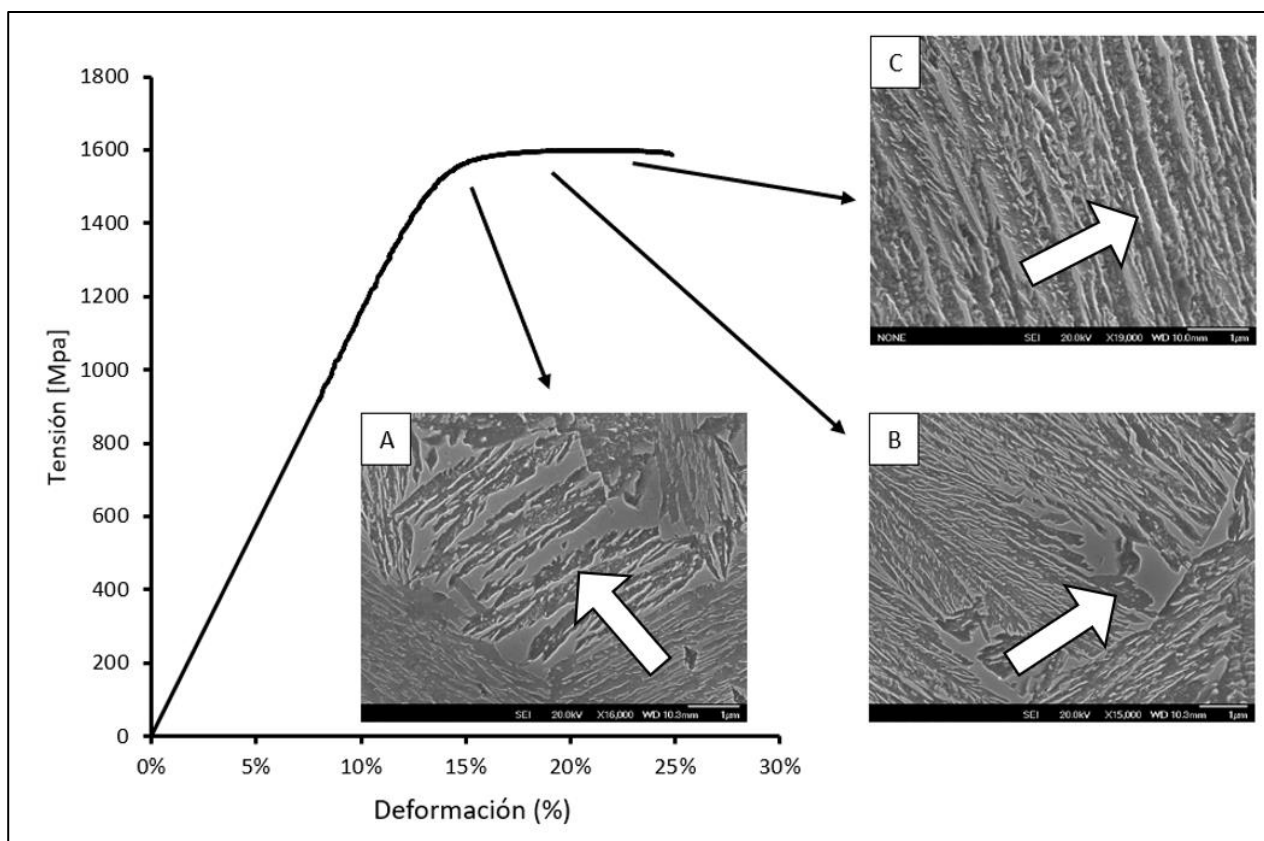 Tensión [Mpa]
1800
1600
1400
1200
1000
800
600
400
200
0
0%
5%
10%
15%
20%
25%
30%
Deformación (%)
A
SEI 20.0kV X16,000 WD 10.3mm 1μm
C
NONE SEI 20.0kV X19,000 WD 10.0mm 1μm
B
SEI 20.0kV X15,000 WD 10.3mm 1μm